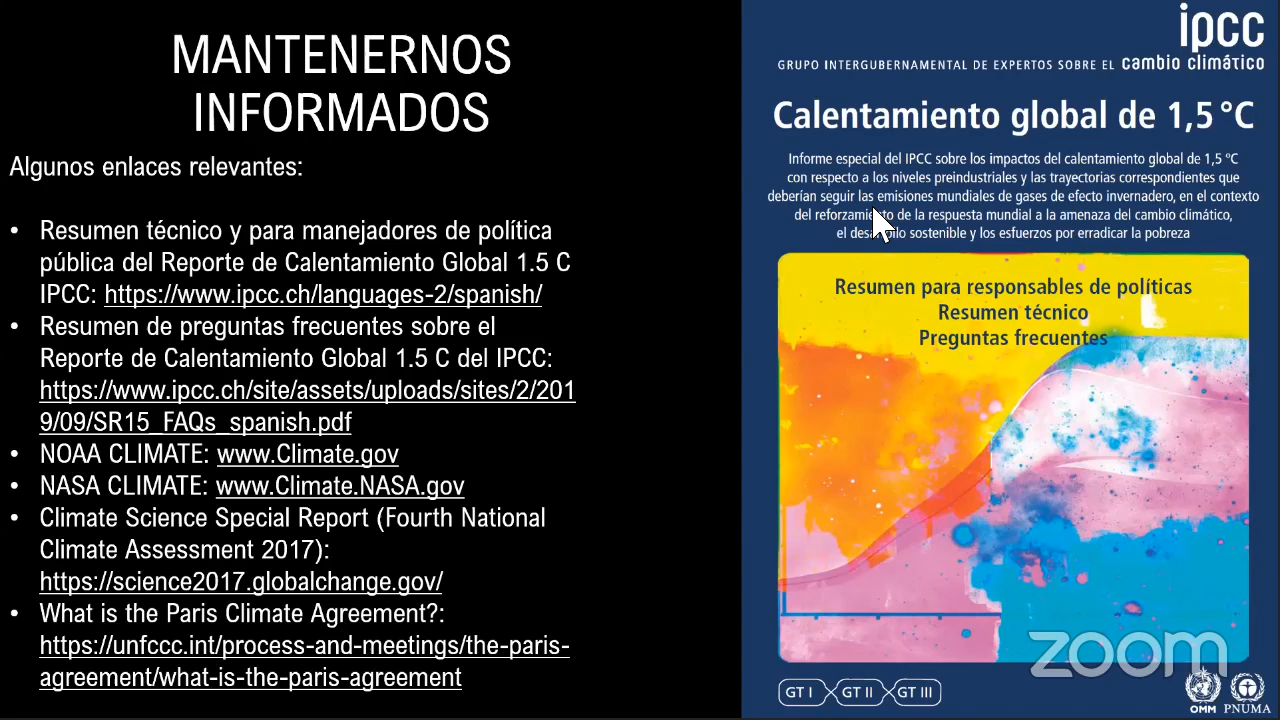 MANTENERNOS
INFORMADOS
Algunos enlaces relevantes:
• Resumen técnico y para manejadores de política
pública del Reporte de Calentamiento Global 1.5 C
IPCC: https://www.ipcc.ch/languages-2/spanish/
• Resumen de preguntas frecuentes sobre el
Reporte de Calentamiento Global 1.5 C del IPCC:
https://www.ipcc.ch/site/assets/uploads/sites/2/201
9/09/SR15_FAQs_spanish.pdf
• NOAA CLIMATE: www.Climate.gov
• NASA CLIMATE: www.Climate.NASA.gov
• Climate Science Special Report (Fourth National
Climate Assessment 2017):
https://science2017.globalchange.gov/
• What is the Paris Climate Agreement?:
https://unfccc.int/process-and-meetings/the-paris-
agreement/what-is-the-paris-agreement
ipcc
GRUPO INTERGUBERNAMENTAL DE EXPERTOS SOBRE EL cambio climático
Calentamiento global de 1,5 °C
Informe especial del IPCC sobre los impactos del calentamiento global de 1,5 °C
con respecto a los niveles preindustriales y las trayectorias correspondientes que
deberían seguir las emisiones mundiales de gases de efecto invernadero, en el contexto
del reforzamiento de la respuesta mundial a la amenaza del cambio climático,
el desarrollo sostenible y los esfuerzos por erradicar la pobreza
Resumen para responsables de políticas
Resumen técnico
Preguntas frecuentes
zoom
GT I GT II GT III
OMM PNUMA